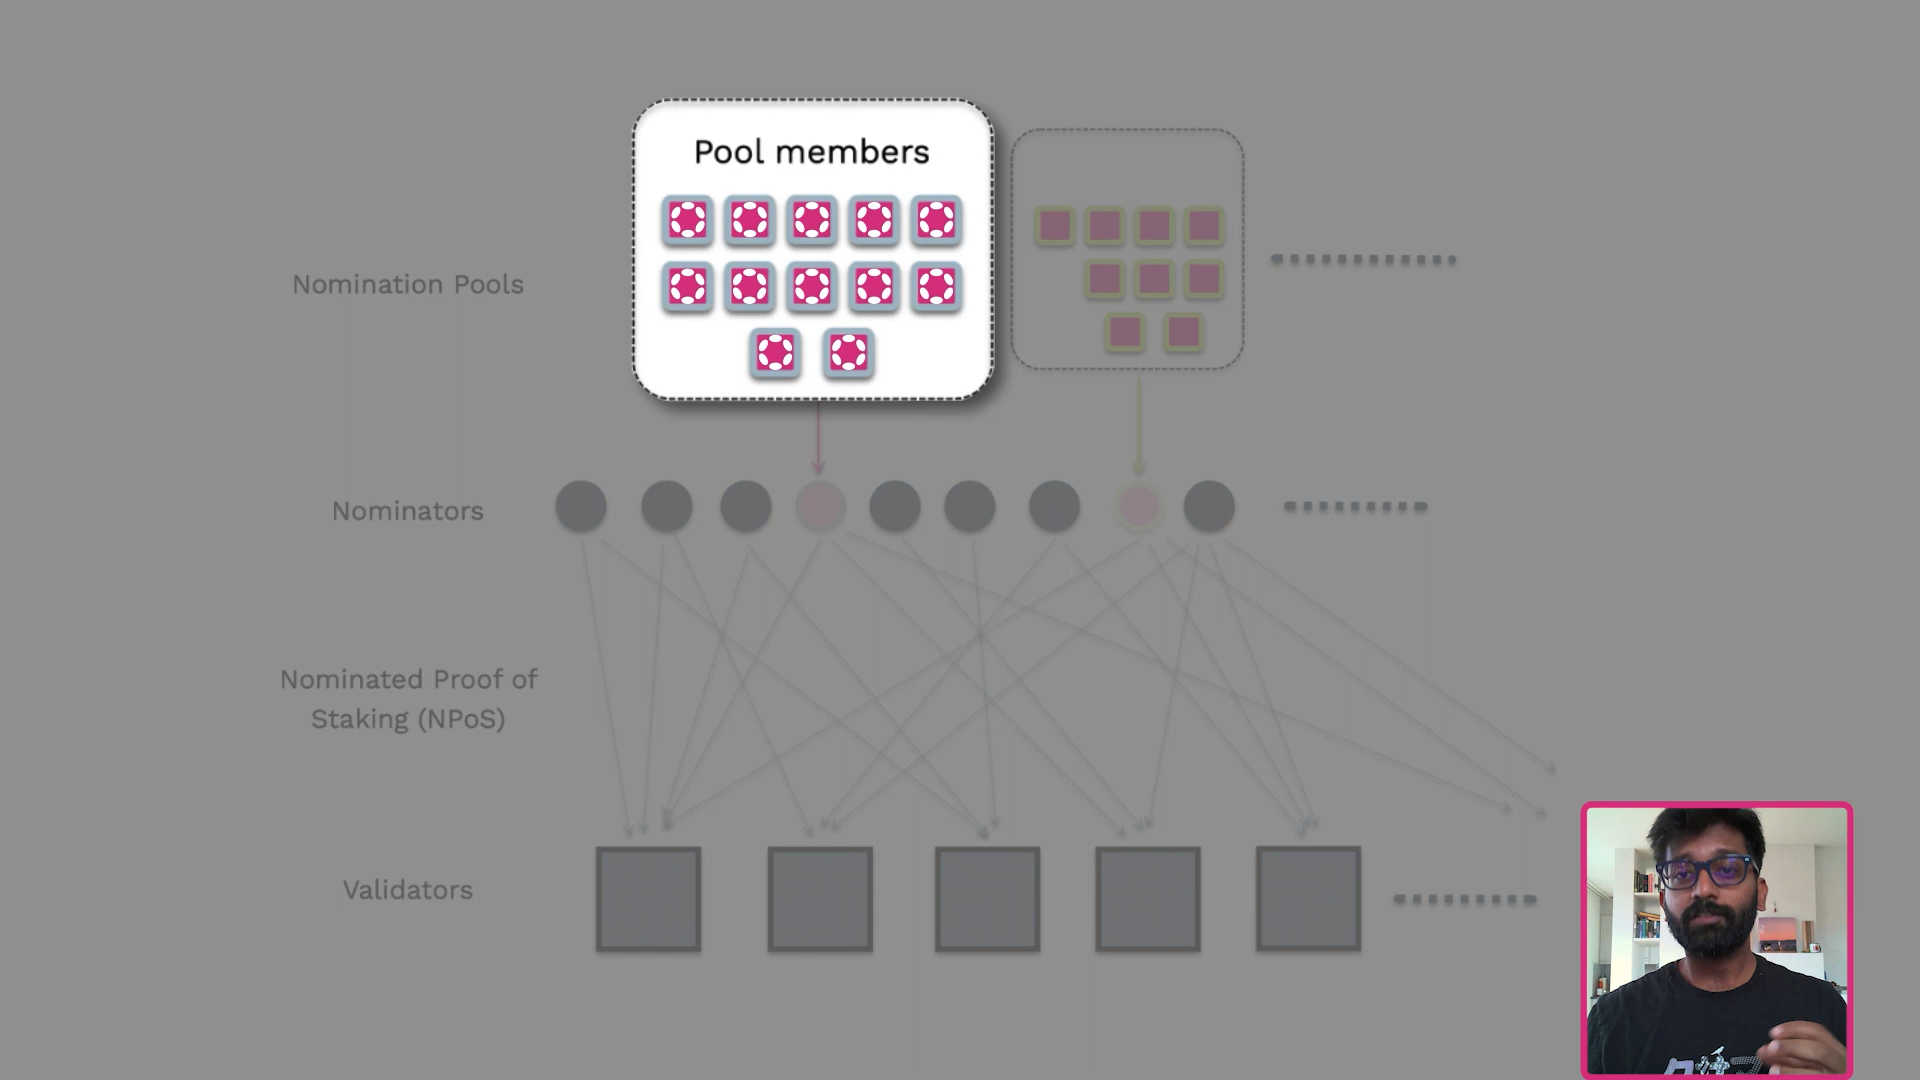 Pool members
Nomination Pools
Nominators
Nominated Proof of
Staking (NPoS)
Validators